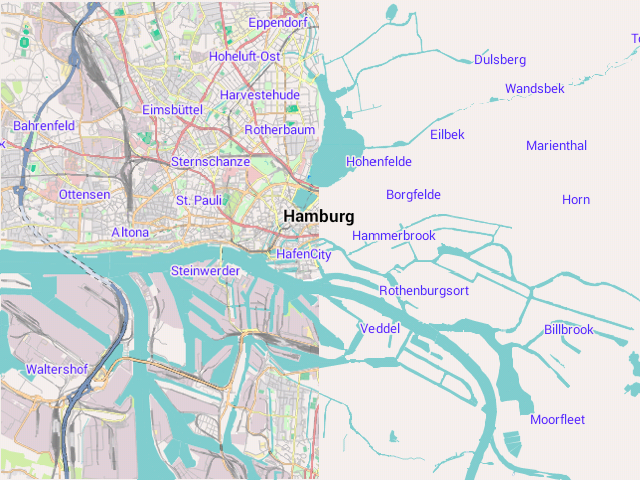 Eppendorf
Hoheluft-Ost
Dulsberg
Harvestehude
Wandsbek
Eimsbüttel
Bahrenfeld
Rotherbaum
Eilbek
Marienthal
Sternschanze
Hohenfelde
Ottensen
St. Pauli
Borgfelde
Horn
Hamburg
Altona
Hammerbrook
HafenCity
Steinwerder
Rothenburgsort
Veddel
Billbrook
Waltershof
Moorfleet